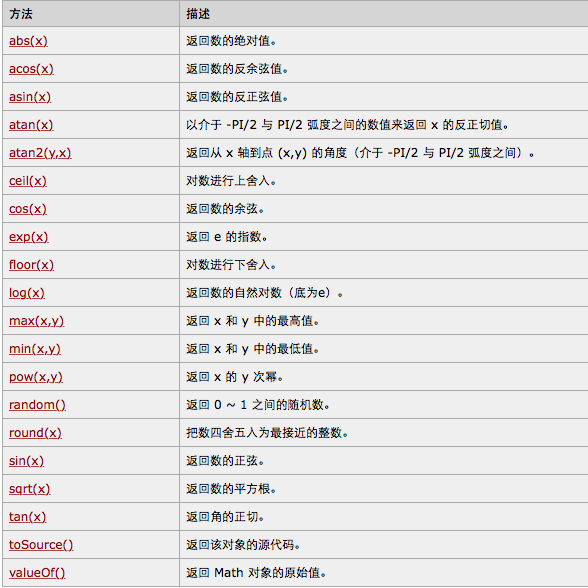 方法 描述
abs(x) 返回数的绝对值。
acos(x) 返回数的反余弦值。
asin(x) 返回数的反正弦值。
atan(x) 以介于 -PI/2 与 PI/2 弧度之间的数值来返回 x 的反正切值。
atan2(y,x) 返回从 x 轴到点 (x,y) 的角度（介于 -PI/2 与 PI/2 弧度之间）。
ceil(x) 对数进行上舍入。
cos(x) 返回数的余弦。
exp(x) 返回 e 的指数。
floor(x) 对数进行下舍入。
log(x) 返回数的自然对数（底为e）。
max(x,y) 返回 x 和 y 中的最高值。
min(x,y) 返回 x 和 y 中的最低值。
pow(x,y) 返回 x 的 y 次幂。
random() 返回 0 ~ 1 之间的随机数。
round(x) 把数四舍五入为最接近的整数。
sin(x) 返回数的正弦。
sqrt(x) 返回数的平方根。
tan(x) 返回角的正切。
toSource() 返回该对象的源代码。
valueOf() 返回 Math 对象的原始值。